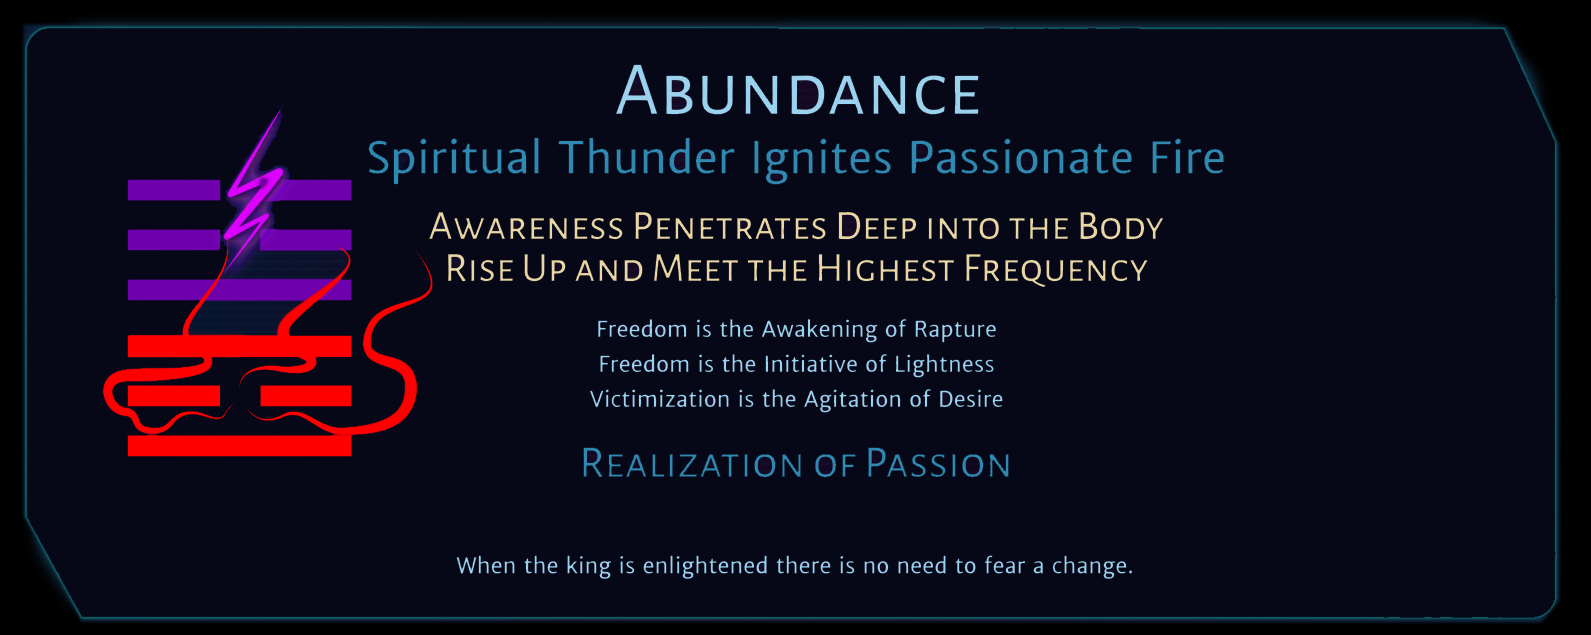 Abundance
Spiritual Thunder Ignites Passionate Fire
Awareness Penetrates Deep into the Body
Rise Up and Meet the Highest Frequency
Freedom is the Awakening of Rapture
Freedom is the Initiative of Lightness
Victimization is the Agitation of Desire
Realization of Passion
When the king is enlightened there is no need to fear a change.